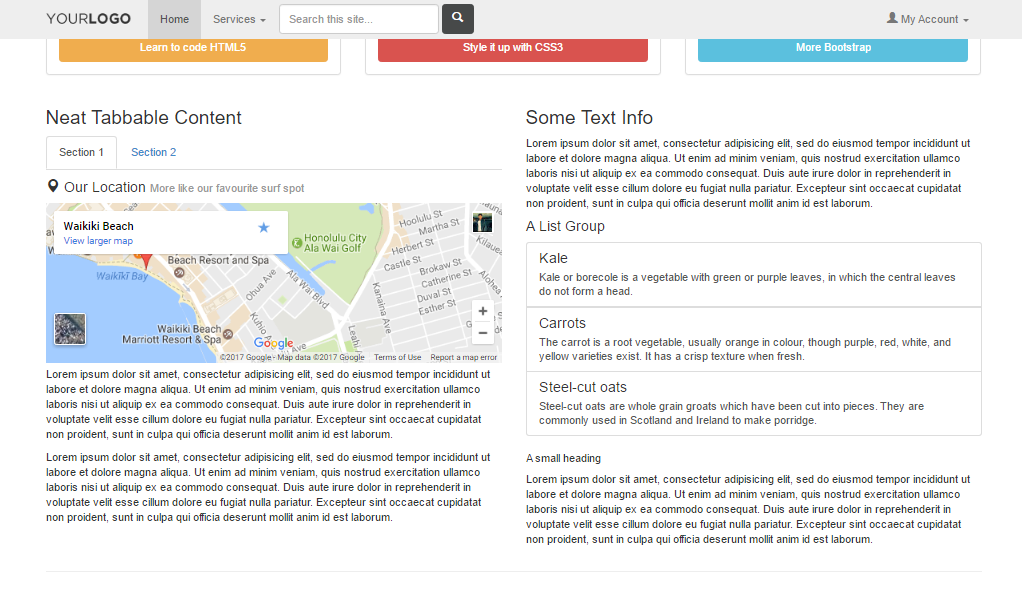 YOURLOGO Home Services Search this site... My Account
Learn to code HTML5 Style it up with CSS3 More Bootstrap
Neat Tabbable Content
Section 1 Section 2
Our Location More like our favourite surf spot
Waikiki Beach
View larger map
Beach Resort and Spa
Waikīkī Bay
Honolulu City
Ala Wai Golf
Hoolulu St
Martha St
Herbert St
Castle St
Kilauea
Brokaw St
Catherine St
Duval St
Esther St
Alohea
Ala Wai Blvd
Ohua Ave
Kanaina Ave
Kuhio
Leahi
Waikiki Beach
Marriott Resort & Spa
Google
+
−
©2017 Google - Map data ©2017 Google Terms of Use Report a map error
Lorem ipsum dolor sit amet, consectetur adipisicing elit, sed do eiusmod tempor incididunt ut
labore et dolore magna aliqua. Ut enim ad minim veniam, quis nostrud exercitation ullamco
laboris nisi ut aliquip ex ea commodo consequat. Duis aute irure dolor in reprehenderit in
voluptate velit esse cillum dolore eu fugiat nulla pariatur. Excepteur sint occaecat cupidatat
non proident, sunt in culpa qui officia deserunt mollit anim id est laborum.
Lorem ipsum dolor sit amet, consectetur adipisicing elit, sed do eiusmod tempor incididunt ut
labore et dolore magna aliqua. Ut enim ad minim veniam, quis nostrud exercitation ullamco
laboris nisi ut aliquip ex ea commodo consequat. Duis aute irure dolor in reprehenderit in
voluptate velit esse cillum dolore eu fugiat nulla pariatur. Excepteur sint occaecat cupidatat
non proident, sunt in culpa qui officia deserunt mollit anim id est laborum.
Some Text Info
Lorem ipsum dolor sit amet, consectetur adipisicing elit, sed do eiusmod tempor incididunt ut
labore et dolore magna aliqua. Ut enim ad minim veniam, quis nostrud exercitation ullamco
laboris nisi ut aliquip ex ea commodo consequat. Duis aute irure dolor in reprehenderit in
voluptate velit esse cillum dolore eu fugiat nulla pariatur. Excepteur sint occaecat cupidatat
non proident, sunt in culpa qui officia deserunt mollit anim id est laborum.
A List Group
Kale
Kale or borecole is a vegetable with green or purple leaves, in which the central leaves
do not form a head.
Carrots
The carrot is a root vegetable, usually orange in colour, though purple, red, white, and
yellow varieties exist. It has a crisp texture when fresh.
Steel-cut oats
Steel-cut oats are whole grain groats which have been cut into pieces. They are
commonly used in Scotland and Ireland to make porridge.
A small heading
Lorem ipsum dolor sit amet, consectetur adipisicing elit, sed do eiusmod tempor incididunt ut
labore et dolore magna aliqua. Ut enim ad minim veniam, quis nostrud exercitation ullamco
laboris nisi ut aliquip ex ea commodo consequat. Duis aute irure dolor in reprehenderit in
voluptate velit esse cillum dolore eu fugiat nulla pariatur. Excepteur sint occaecat cupidatat
non proident, sunt in culpa qui officia deserunt mollit anim id est laborum.